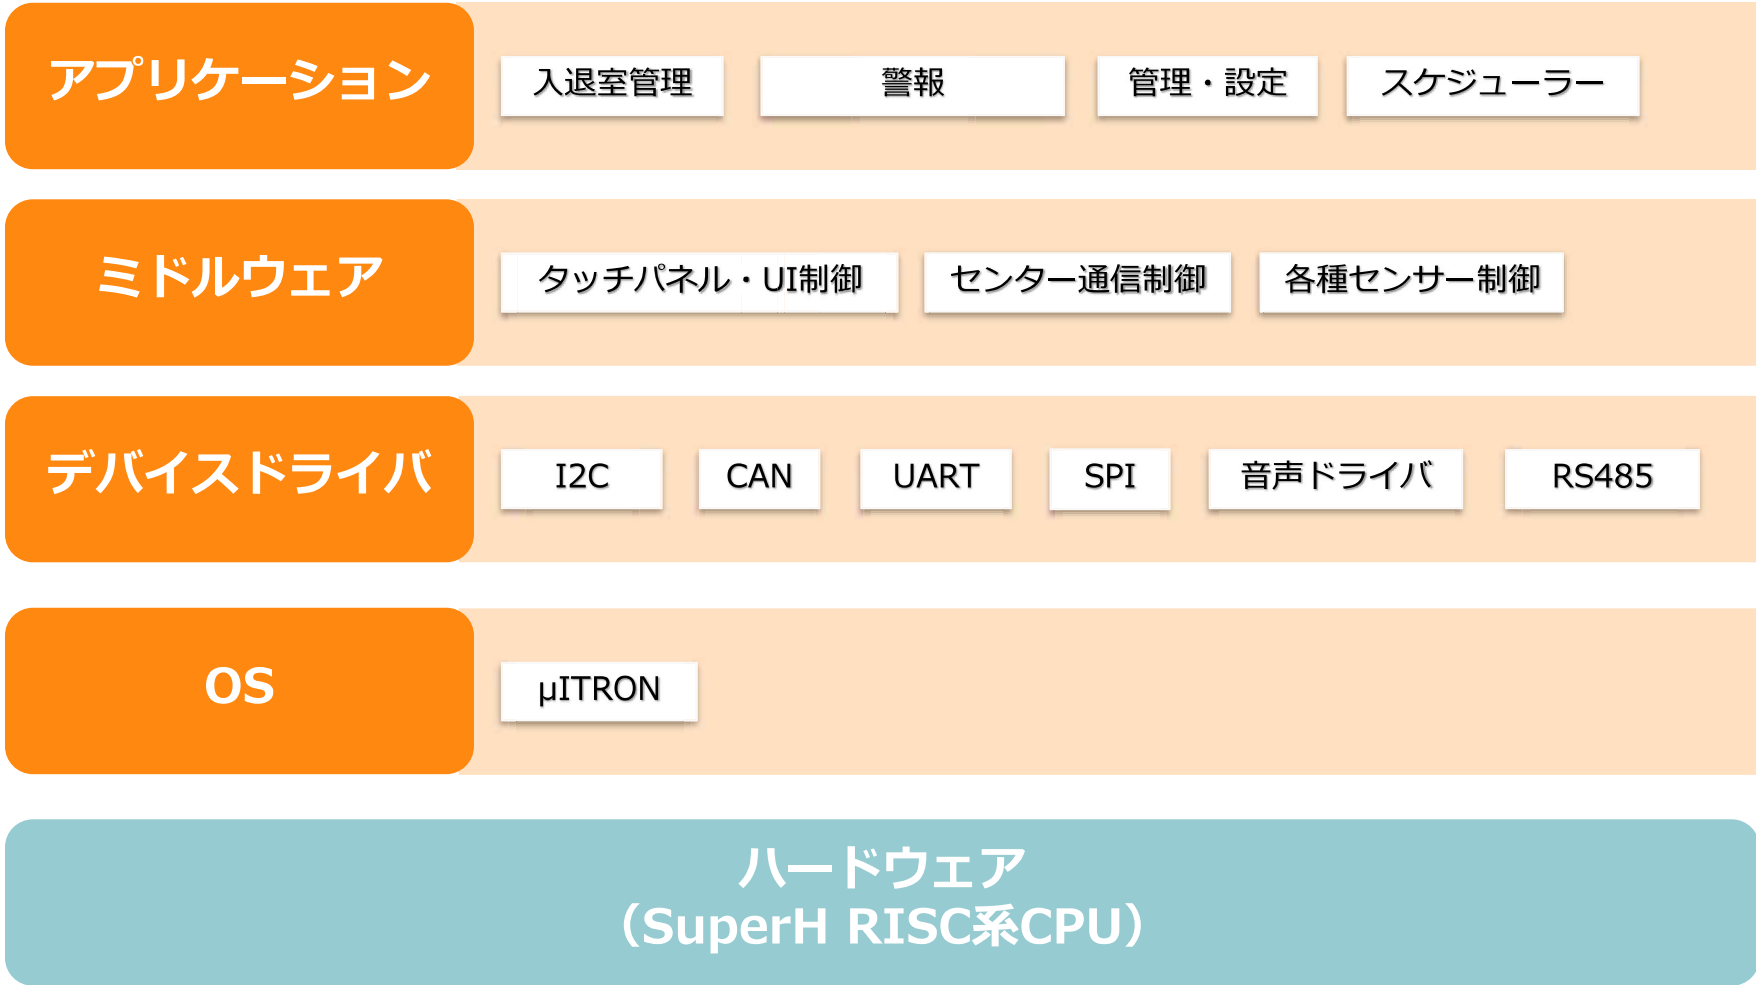 アプリケーション
入退室管理
警報
管理・設定
スケジューラー
ミドルウェア
タッチパネル・UI制御
センター通信制御
各種センサー制御
デバイスドライバ
I2C
CAN
UART
SPI
音声ドライバ
RS485
OS
μITRON
ハードウェア
（SuperH RISC系CPU）